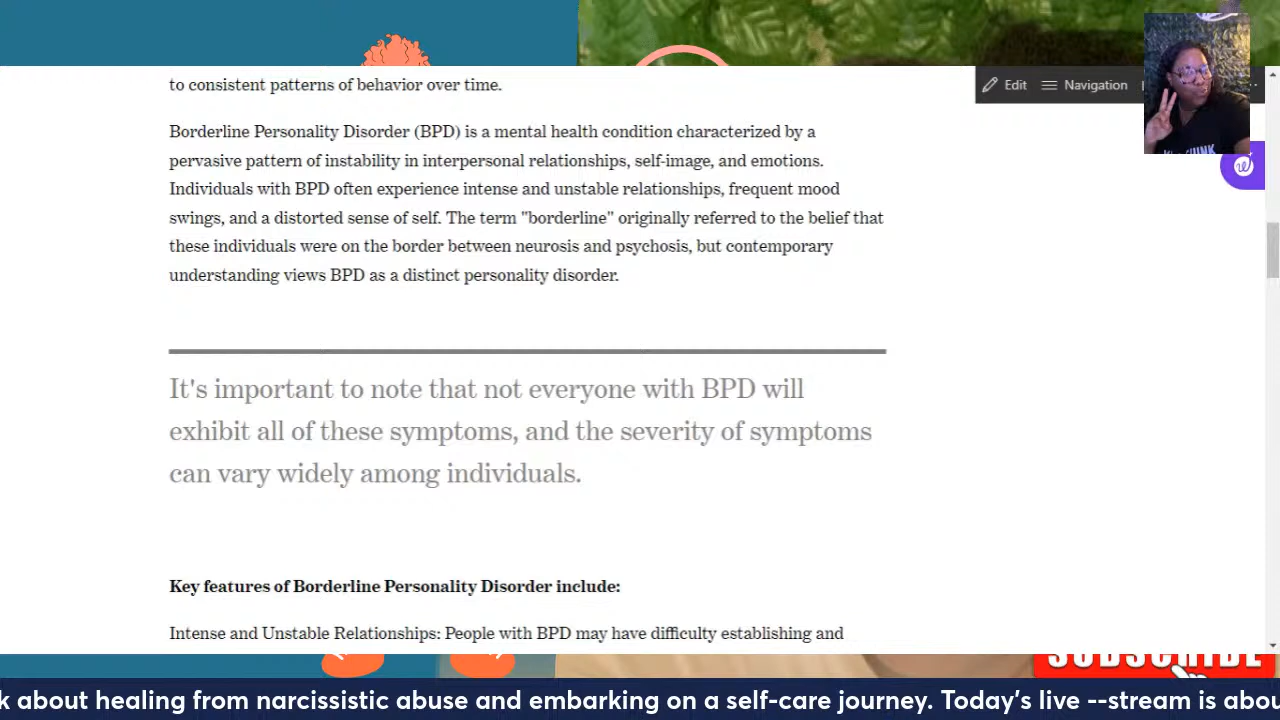 to consistent patterns of behavior over time.
Edit
Navigation
Borderline Personality Disorder (BPD) is a mental health condition characterized by a
pervasive pattern of instability in interpersonal relationships, self-image, and emotions.
Individuals with BPD often experience intense and unstable relationships, frequent mood
swings, and a distorted sense of self. The term "borderline" originally referred to the belief that
these individuals were on the border between neurosis and psychosis, but contemporary
understanding views BPD as a distinct personality disorder.
It's important to note that not everyone with BPD will
exhibit all of these symptoms, and the severity of symptoms
can vary widely among individuals.
Key features of Borderline Personality Disorder include:
Intense and Unstable Relationships: People with BPD may have difficulty establishing and
SUBSCRIBE
k about healing from narcissistic abuse and embarking on a self-care journey. Today's live --stream is abou